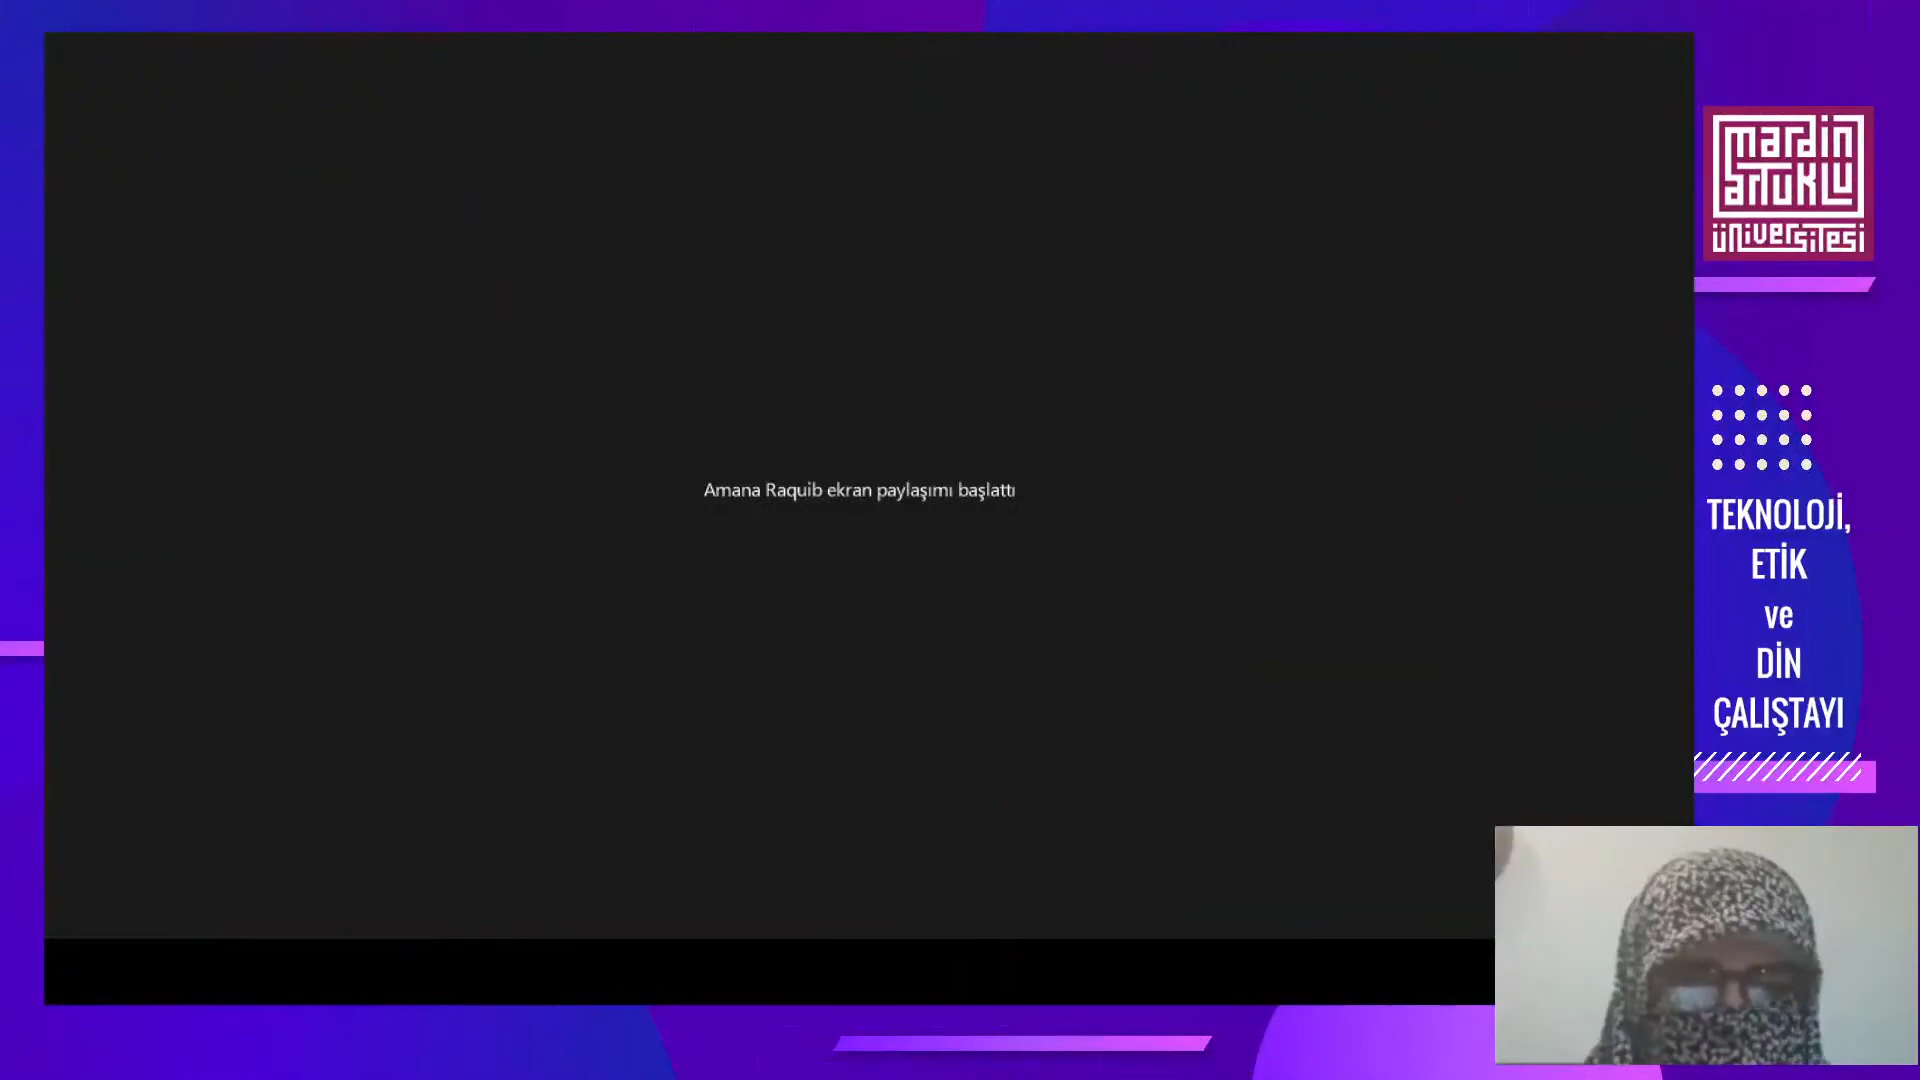 mardin
artuklu
üniversitesi
Amana Raquib ekran paylaşımı başlattı
TEKNOLOJİ,
ETİK
ve
DİN
ÇALIŞTAYI